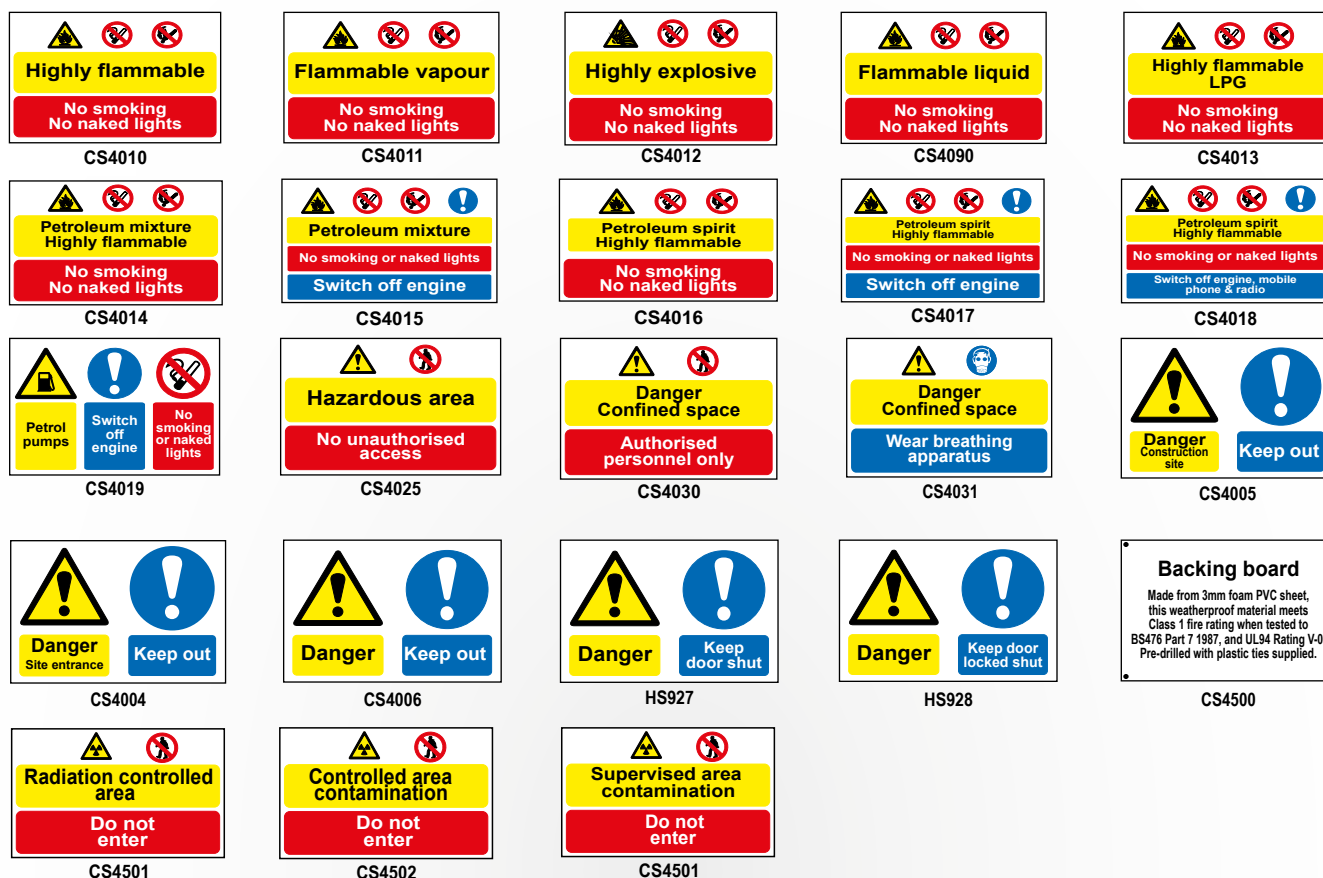 Highly flammable
No smoking
No naked lights
CS4010
Flammable vapour
No smoking
No naked lights
CS4011
Highly explosive
No smoking
No naked lights
CS4012
Flammable liquid
No smoking
No naked lights
CS4090
Highly flammable
LPG
No smoking
No naked lights
CS4013
Petroleum mixture
Highly flammable
No smoking
No naked lights
CS4014
Petroleum mixture
No smoking or naked lights
Switch off engine
CS4015
Petroleum spirit
Highly flammable
No smoking
No naked lights
CS4016
Petroleum spirit
Highly flammable
No smoking or naked lights
Switch off engine
CS4017
Petroleum spirit
Highly flammable
No smoking or naked lights
Switch off engine, mobile
phone & radio
CS4018
Petrol
pumps
Switch
off
engine
No
smoking
or naked
lights
CS4019
Hazardous area
No unauthorised
access
CS4025
Danger
Confined space
Authorised
personnel only
CS4030
Danger
Confined space
Wear breathing
apparatus
CS4031
Danger
Construction
site
Keep out
CS4005
Danger
Site entrance
Keep out
CS4004
Danger
Keep out
CS4006
Danger
Keep
door shut
HS927
Danger
Keep door
locked shut
HS928
Backing board
Made from 3mm foam PVC sheet,
this weatherproof material meets
Class 1 fire rating when tested to
BS476 Part 7 1987, and UL94 Rating V-0
Pre-drilled with plastic ties supplied.
CS4500
Radiation controlled
area
Do not
enter
CS4501
Controlled area
contamination
Do not
enter
CS4502
Supervised area
contamination
Do not
enter
CS4501